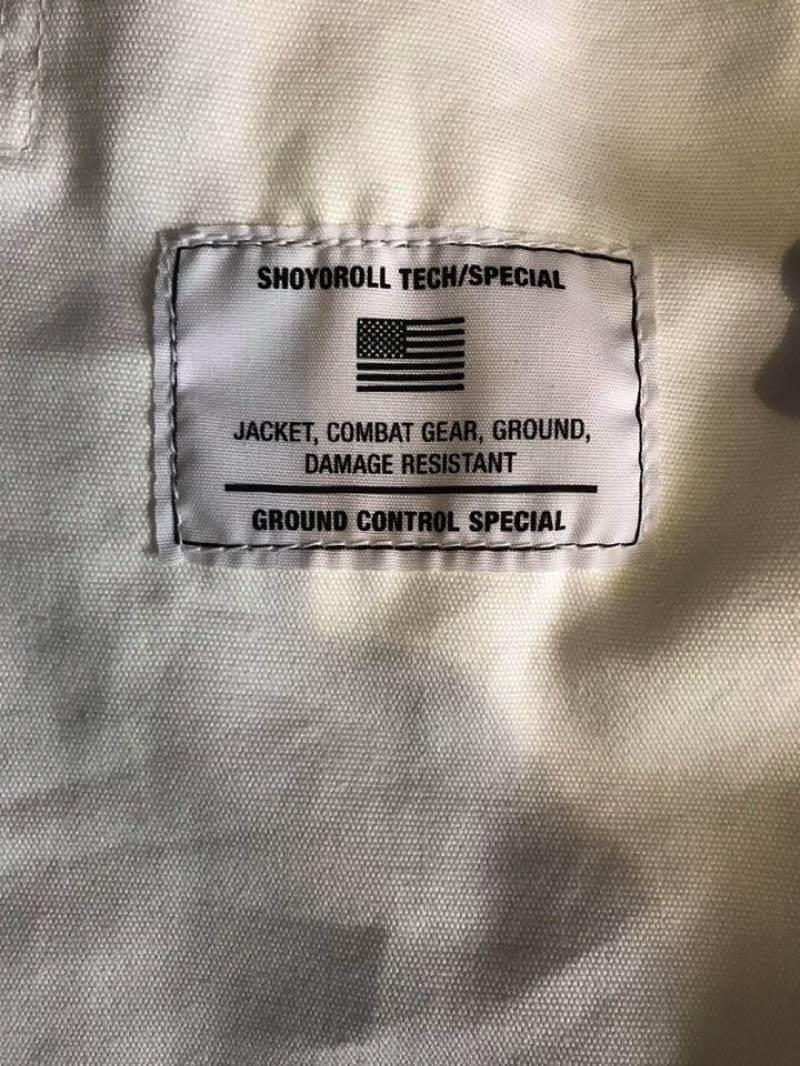 SHOYOROLL TECH/SPECIAL
JACKET, COMBAT GEAR, GROUND,
DAMAGE RESISTANT
GROUND CONTROL SPECIAL